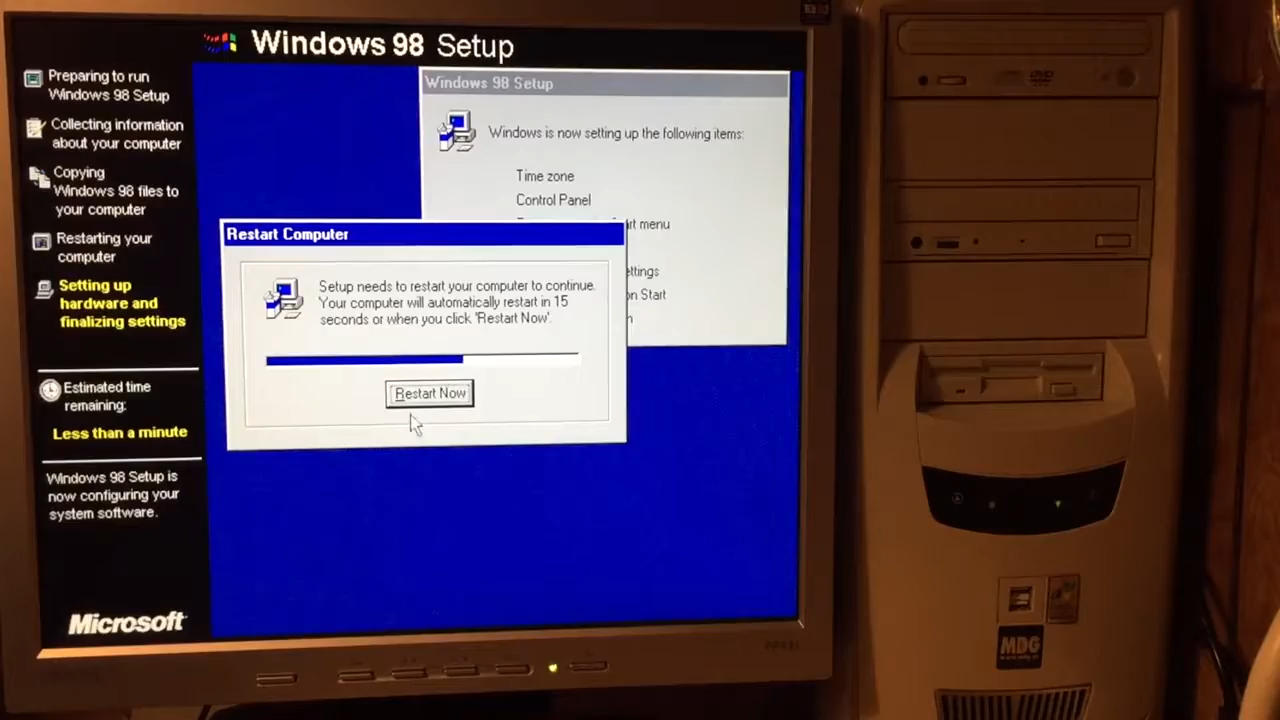 Windows 98 Setup
Preparing to run
Windows 98 Setup
Collecting information
about your computer
Copying
Windows 98 files to
your computer
Restarting your
computer
Setting up
hardware and
finalizing settings
Estimated time
remaining:
Less than a minute
Windows 98 Setup is
now configuring your
system software.
Microsoft
Windows 98 Setup
Windows is now setting up the following items:
Time zone
Control Panel
menu
Start
Restart Computer
Setup needs to restart your computer to continue.
Your computer will automatically restart in 15
seconds or when you click 'Restart Now'.
Restart Now
DVD
MDG